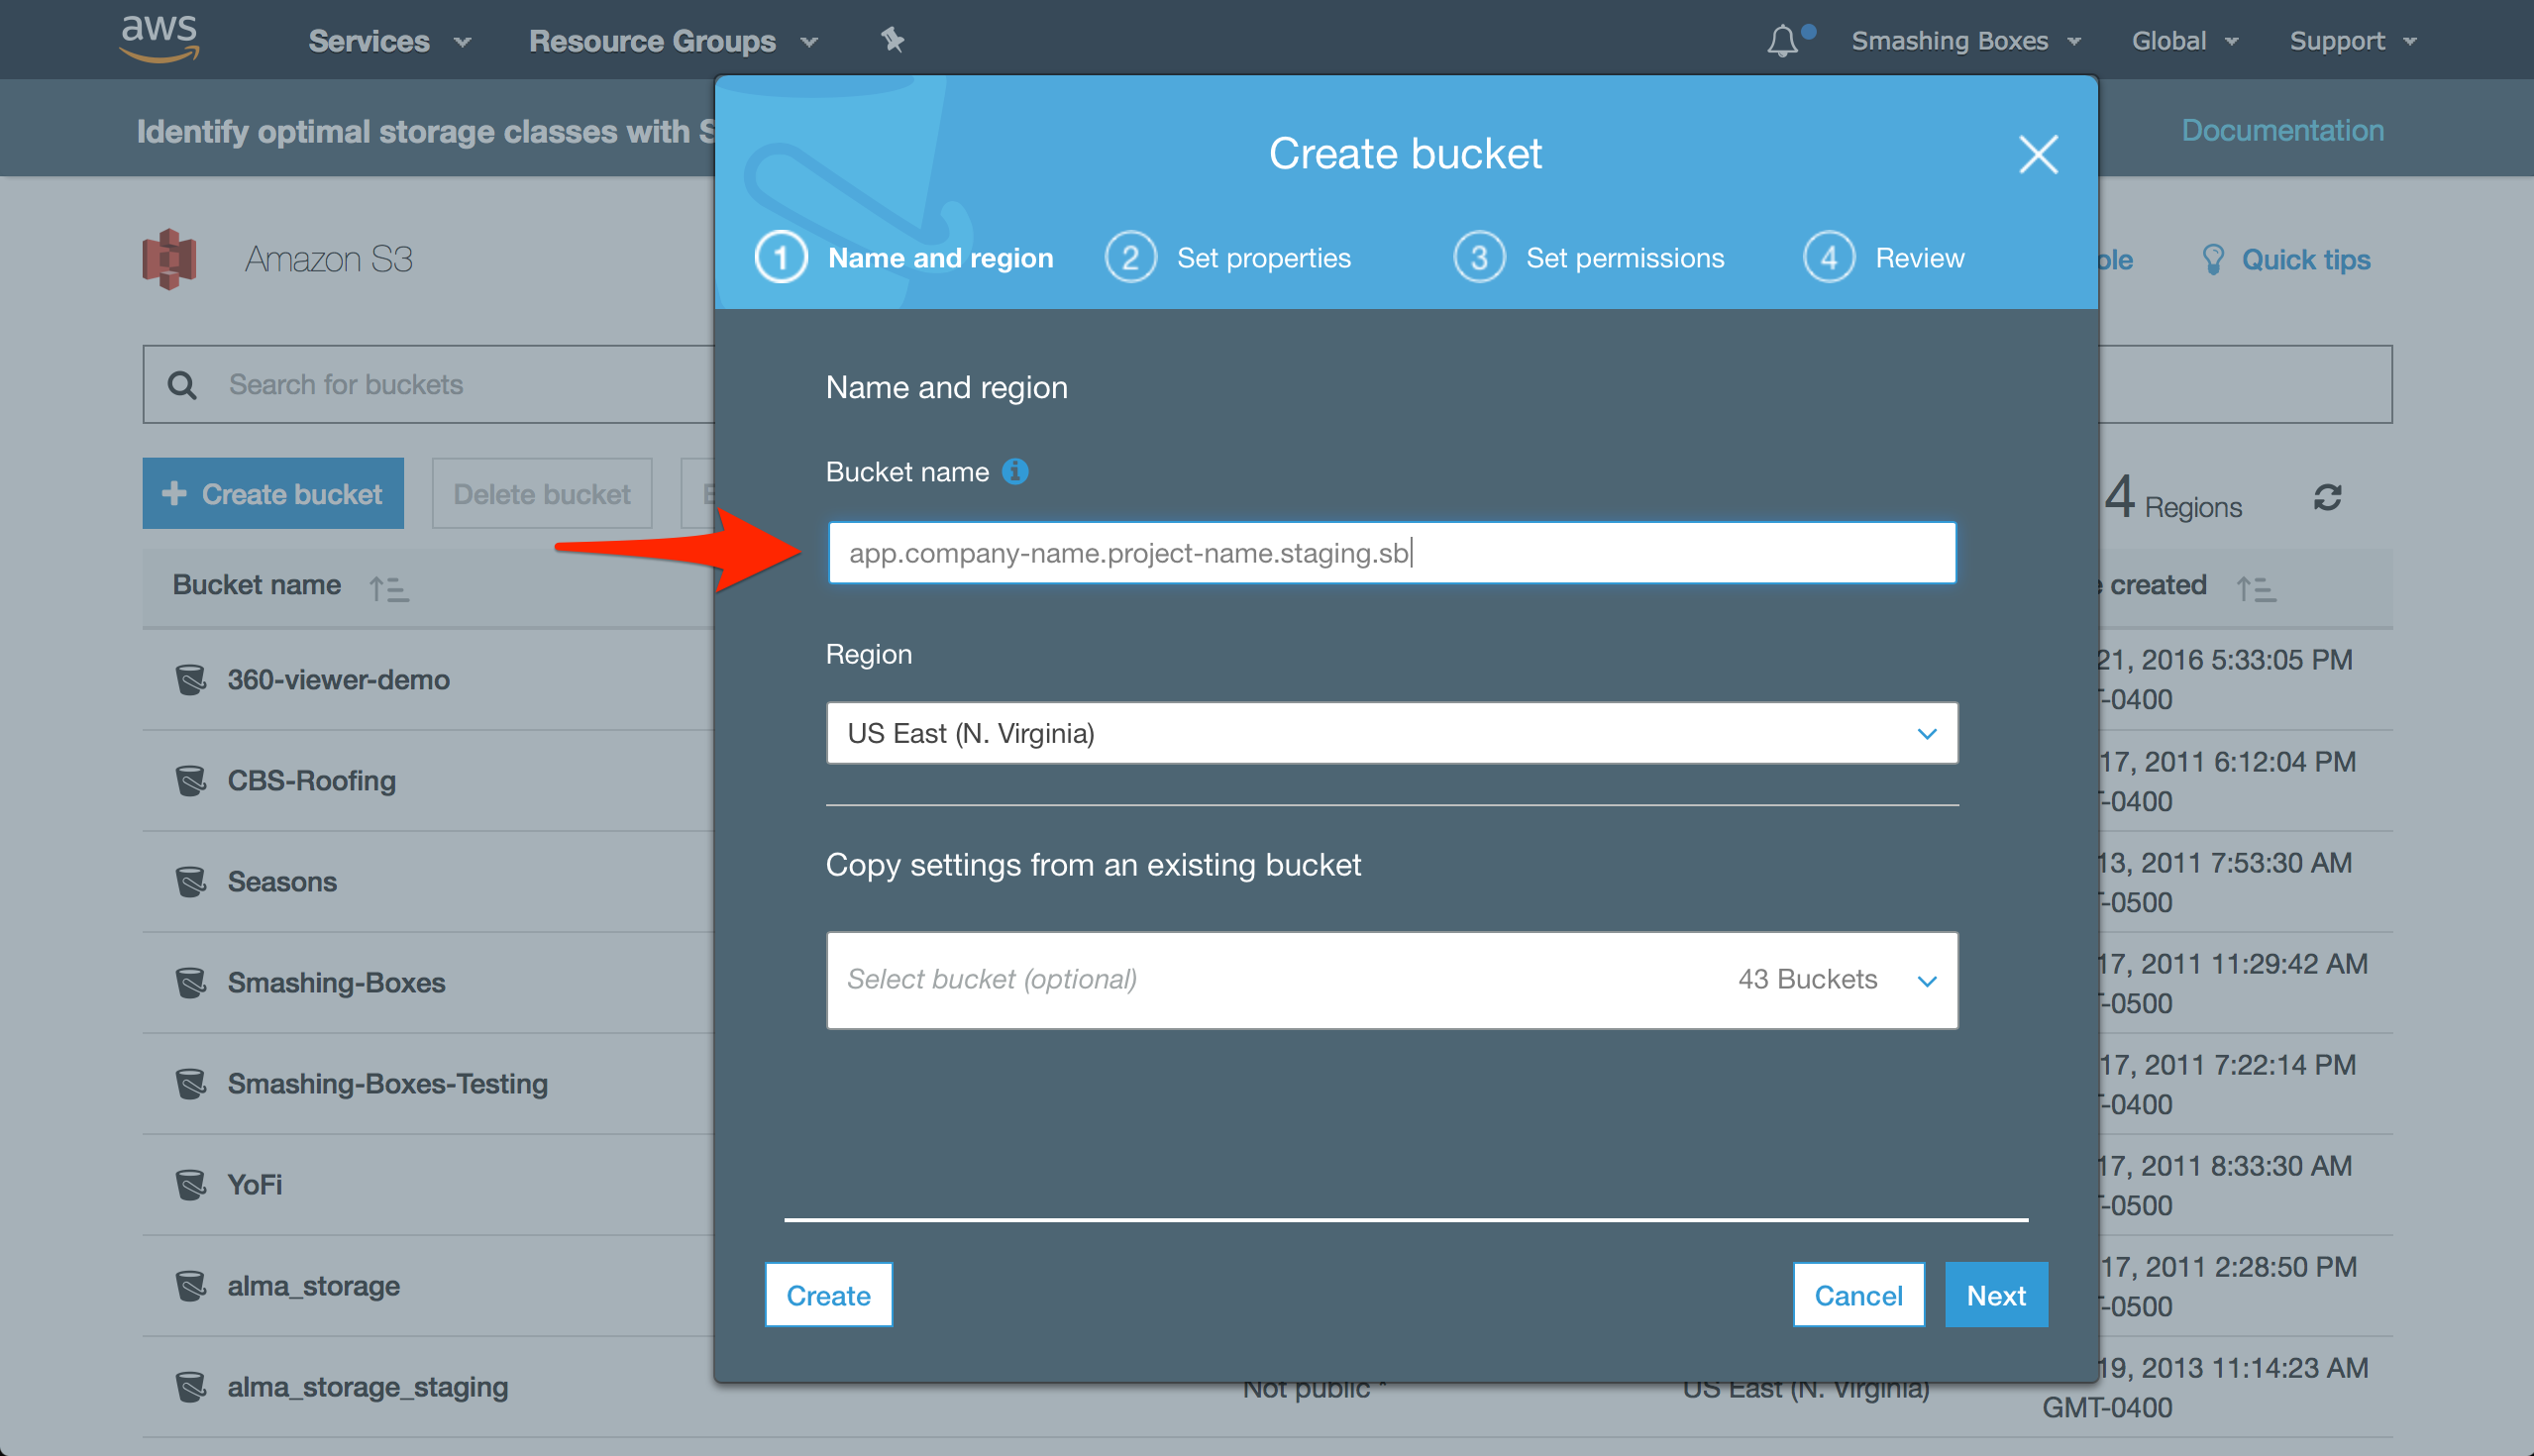 aws Services Resource Groups Smashing Boxes Global Support
Identify optimal storage classes with S
Documentation
Create bucket
1 Name and region 2 Set properties 3 Set permissions 4 Review
Amazon S3
Quick tips
Search for buckets
Name and region
Bucket name
+ Create bucket Delete bucket
4 Regions
app.company-name.project-name.staging.sb
Bucket name
created
Region
US East (N. Virginia)
360-viewer-demo
21, 2016 5:33:05 PM
-0400
CBS-Roofing
17, 2011 6:12:04 PM
-0400
Copy settings from an existing bucket
Seasons
13, 2011 7:53:30 AM
-0500
Select bucket (optional) 43 Buckets
Smashing-Boxes
17, 2011 11:29:42 AM
-0500
Smashing-Boxes-Testing
17, 2011 7:22:14 PM
-0400
YoFi
17, 2011 8:33:30 AM
-0500
alma_storage
17, 2011 2:28:50 PM
-0500
Create Cancel Next
alma_storage_staging
Not public *
US East (N. Virginia)
19, 2013 11:14:23 AM
GMT-0400